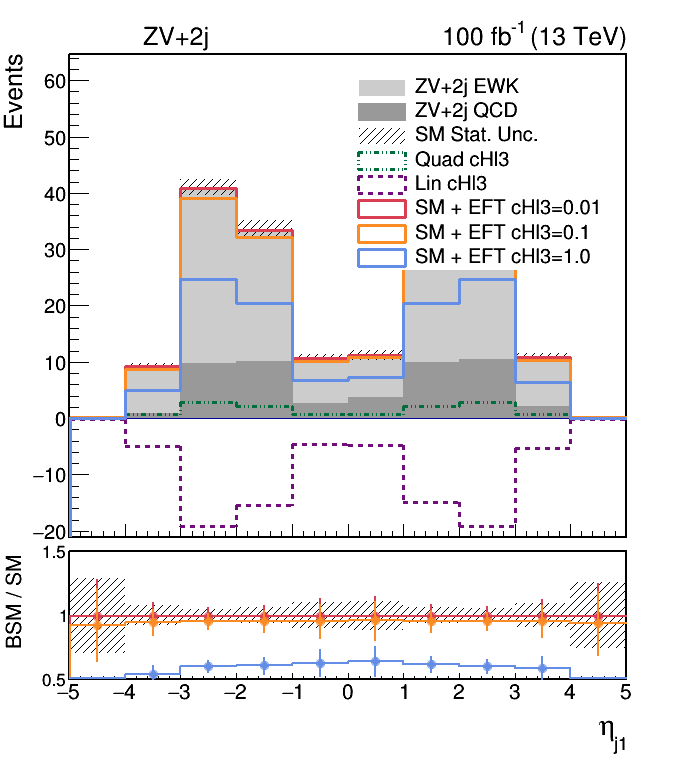 ZV+2j 100 fb-1 (13 TeV)
Events
60
50
40
30
20
10
0
−10
−20
ZV+2j EWK
ZV+2j QCD
SM Stat. Unc.
Quad cHl3
Lin cHl3
SM + EFT cHl3=0.01
SM + EFT cHl3=0.1
SM + EFT cHl3=1.0
BSM / SM
1.5
1
0.5
−5 −4 −3 −2 −1 0 1 2 3 4 5
ηj1